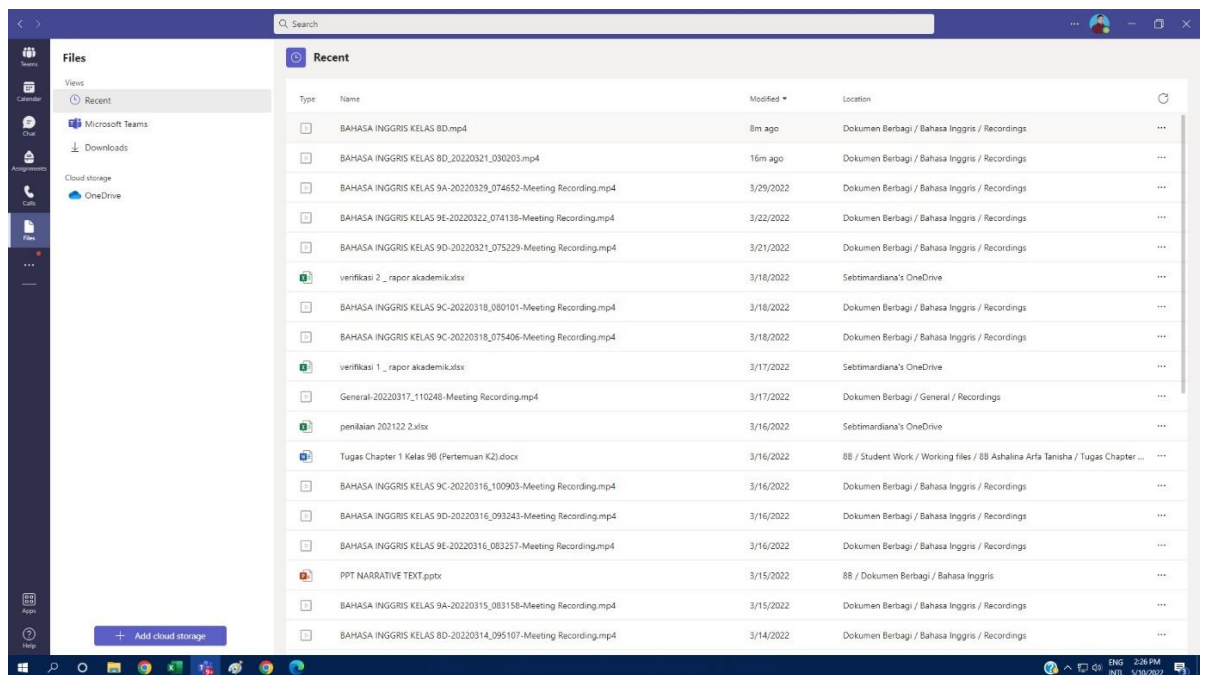 Search
Teams
Calendar
Chat
Assignments
Calls
Files
Apps
Help
Files
Views
Recent
Microsoft Teams
Downloads
Cloud storage
OneDrive
+ Add cloud storage
Recent
Type Name Modified Location
BAHASA INGGRIS KELAS 8D.mp4 8m ago Dokumen Berbagi / Bahasa Inggris / Recordings ...
BAHASA INGGRIS KELAS 8D_20220321_030203.mp4 16m ago Dokumen Berbagi / Bahasa Inggris / Recordings ...
BAHASA INGGRIS KELAS 9A-20220329_074652-Meeting Recording.mp4 3/29/2022 Dokumen Berbagi / Bahasa Inggris / Recordings ...
BAHASA INGGRIS KELAS 9E-20220322_074138-Meeting Recording.mp4 3/22/2022 Dokumen Berbagi / Bahasa Inggris / Recordings ...
BAHASA INGGRIS KELAS 9D-20220321_075229-Meeting Recording.mp4 3/21/2022 Dokumen Berbagi / Bahasa Inggris / Recordings ...
verifikasi 2 _ rapor akademik.xlsx 3/18/2022 Sebtimardiana's OneDrive ...
BAHASA INGGRIS KELAS 9C-20220318_080101-Meeting Recording.mp4 3/18/2022 Dokumen Berbagi / Bahasa Inggris / Recordings ...
BAHASA INGGRIS KELAS 9C-20220318_075406-Meeting Recording.mp4 3/18/2022 Dokumen Berbagi / Bahasa Inggris / Recordings ...
verifikasi 1 _ rapor akademik.xlsx 3/17/2022 Sebtimardiana's OneDrive ...
General-20220317_110248-Meeting Recording.mp4 3/17/2022 Dokumen Berbagi / General / Recordings ...
penilaian 202122 2.xlsx 3/16/2022 Sebtimardiana's OneDrive ...
Tugas Chapter 1 Kelas 9B (Pertemuan K2).docx 3/16/2022 8B / Student Work / Working files / 8B Ashalina Arfa Tanisha / Tugas Chapter ... ...
BAHASA INGGRIS KELAS 9C-20220316_100903-Meeting Recording.mp4 3/16/2022 Dokumen Berbagi / Bahasa Inggris / Recordings ...
BAHASA INGGRIS KELAS 9D-20220316_093243-Meeting Recording.mp4 3/16/2022 Dokumen Berbagi / Bahasa Inggris / Recordings ...
BAHASA INGGRIS KELAS 9E-20220316_083257-Meeting Recording.mp4 3/16/2022 Dokumen Berbagi / Bahasa Inggris / Recordings ...
PPT NARRATIVE TEXT.pptx 3/15/2022 8B / Dokumen Berbagi / Bahasa Inggris ...
BAHASA INGGRIS KELAS 9A-20220315_083158-Meeting Recording.mp4 3/15/2022 Dokumen Berbagi / Bahasa Inggris / Recordings ...
BAHASA INGGRIS KELAS 8D-20220314_095107-Meeting Recording.mp4 3/14/2022 Dokumen Berbagi / Bahasa Inggris / Recordings ...
ENG 2:26 PM
INTL 5/10/2022